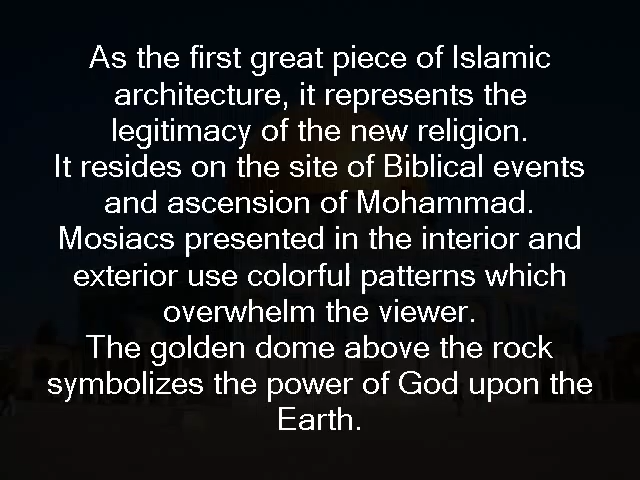 As the first great piece of Islamic
architecture, it represents the
legitimacy of the new religion.
It resides on the site of Biblical events
and ascension of Mohammad.
Mosiacs presented in the interior and
exterior use colorful patterns which
overwhelm the viewer.
The golden dome above the rock
symbolizes the power of God upon the
Earth.